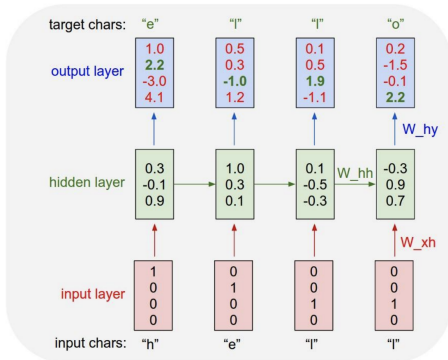 target chars: “e” “l” “l” “o”
1.0 0.5 0.1 0.2
2.2 0.3 0.5 -1.5
output layer
-3.0 -1.0 1.9 -0.1
4.1 1.2 -1.1 2.2
W_hy
0.3 1.0 0.1 -0.3
W_hh
hidden layer -0.1 0.3 -0.5 0.9
0.9 0.1 -0.3 0.7
W_xh
1 0 0 0
0 1 0 0
input layer
0 0 1 1
0 0 0 0
input chars: “h” “e” “l” “l”